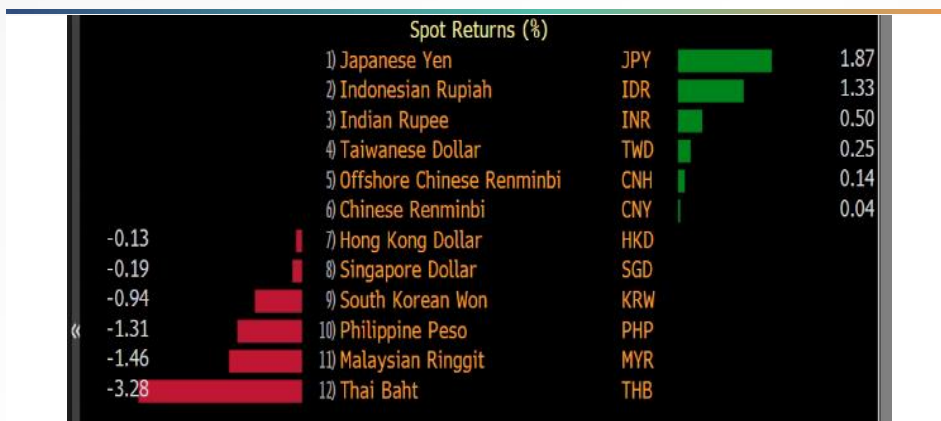 Spot Returns (%)
1) Japanese Yen JPY 1.87
2) Indonesian Rupiah IDR 1.33
3) Indian Rupee INR 0.50
4) Taiwanese Dollar TWD 0.25
5) Offshore Chinese Renminbi CNH 0.14
6) Chinese Renminbi CNY 0.04
-0.13 7) Hong Kong Dollar HKD
-0.19 8) Singapore Dollar SGD
-0.94 9) South Korean Won KRW
« -1.31 10) Philippine Peso PHP
-1.46 11) Malaysian Ringgit MYR
-3.28 12) Thai Baht THB